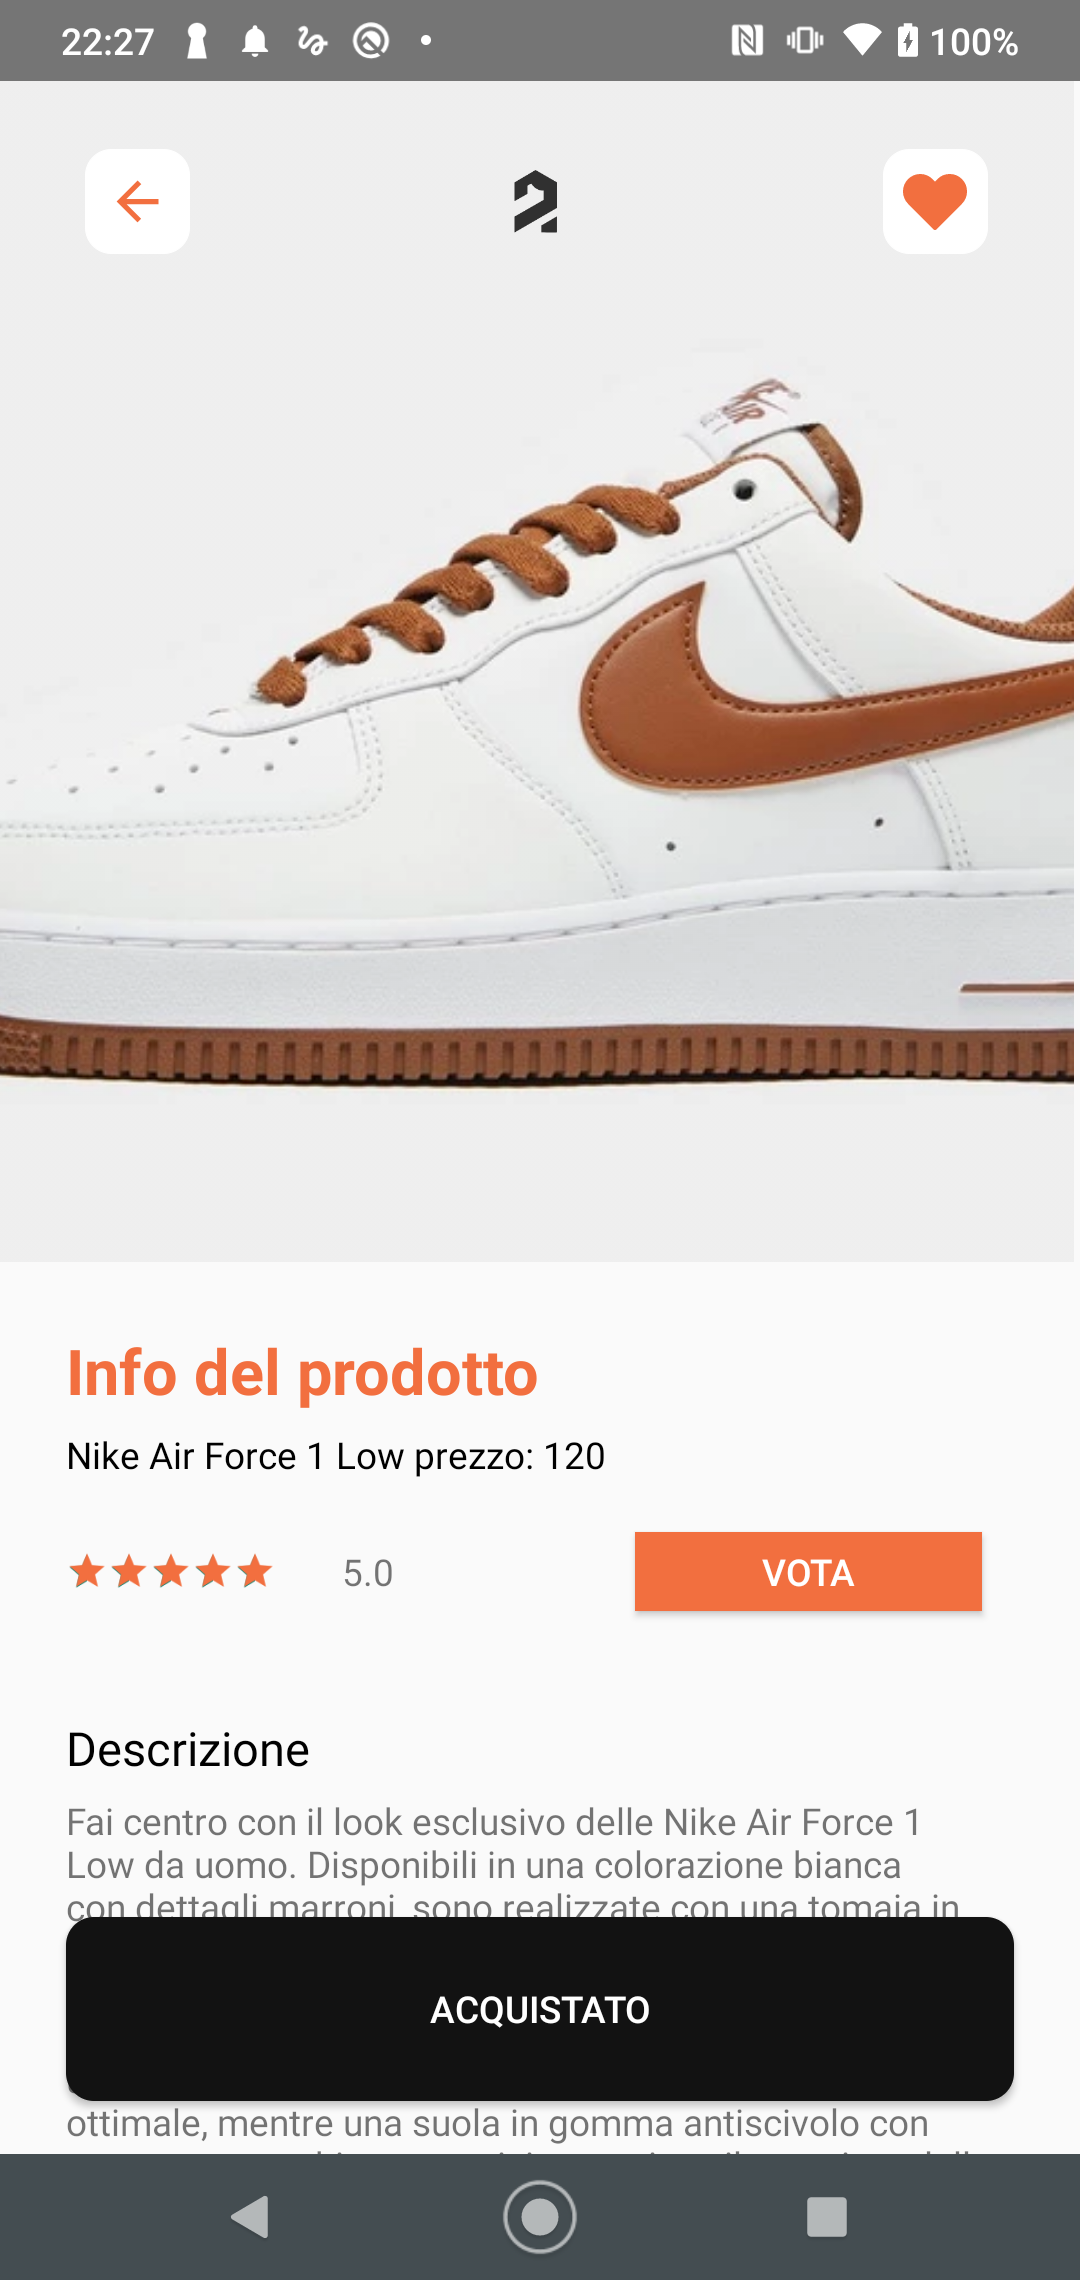 22:27
100%
Info del prodotto
Nike Air Force 1 Low prezzo: 120
5.0
VOTA
Descrizione
Fai centro con il look esclusivo delle Nike Air Force 1
Low da uomo. Disponibili in una colorazione bianca
con dettagli marroni, sono realizzate con una tomaia in
ACQUISTATO
ottimale, mentre una suola in gomma antiscivolo con